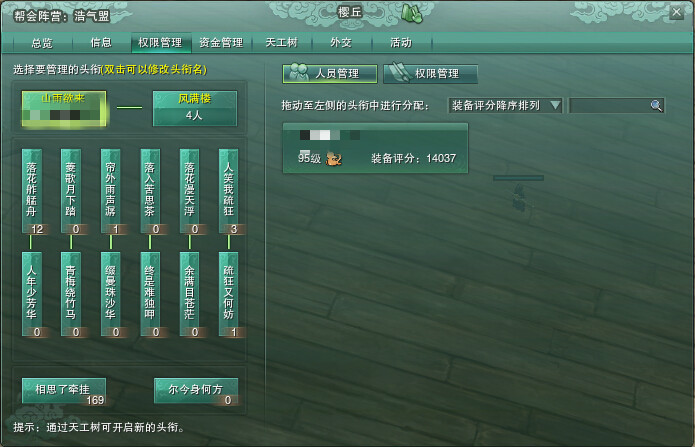 帮会阵营：浩气盟
樱丘
总览 信息 权限管理 资金管理 天工树 外交 活动
选择要管理的头衔(双击可以修改头衔名)
山雨欲来
风满楼
4人
落花舴艋舟
12
菱歌月下踏
0
帘外雨声潺
1
落入苦思茶
0
落花漫天浮
0
人笑我疏狂
3
人年少芳华
0
青梅绕竹马
0
缀曼珠沙华
0
终是难独呷
0
余满目苍茫
0
疏狂又何妨
1
相思了牵挂
169
尔今身何方
0
提示：通过天工树可开启新的头衔。
人员管理 权限管理
拖动至左侧的头衔中进行分配： 装备评分降序排列
95级 装备评分：14037